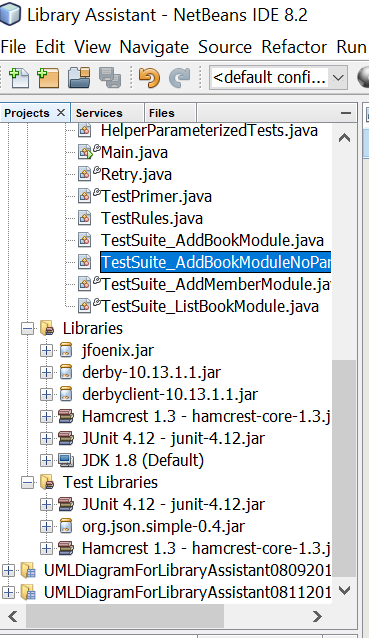 Library Assistant - NetBeans IDE 8.2
File Edit View Navigate Source Refactor Run
<default confi...
Projects Services Files
HelperParameterizedTests.java
Main.java
Retry.java
TestPrimer.java
TestRules.java
TestSuite_AddBookModule.java
TestSuite_AddBookModuleNoPar
TestSuite_AddMemberModule.jav
TestSuite_ListBookModule.java
Libraries
jfoenix.jar
derby-10.13.1.1.jar
derbyclient-10.13.1.1.jar
Hamcrest 1.3 - hamcrest-core-1.3.j
JUnit 4.12 - junit-4.12.jar
JDK 1.8 (Default)
Test Libraries
JUnit 4.12 - junit-4.12.jar
org.json.simple-0.4.jar
Hamcrest 1.3 - hamcrest-core-1.3.j
UMLDiagramForLibraryAssistant0809201
UMLDiagramForLibraryAssistant0811201